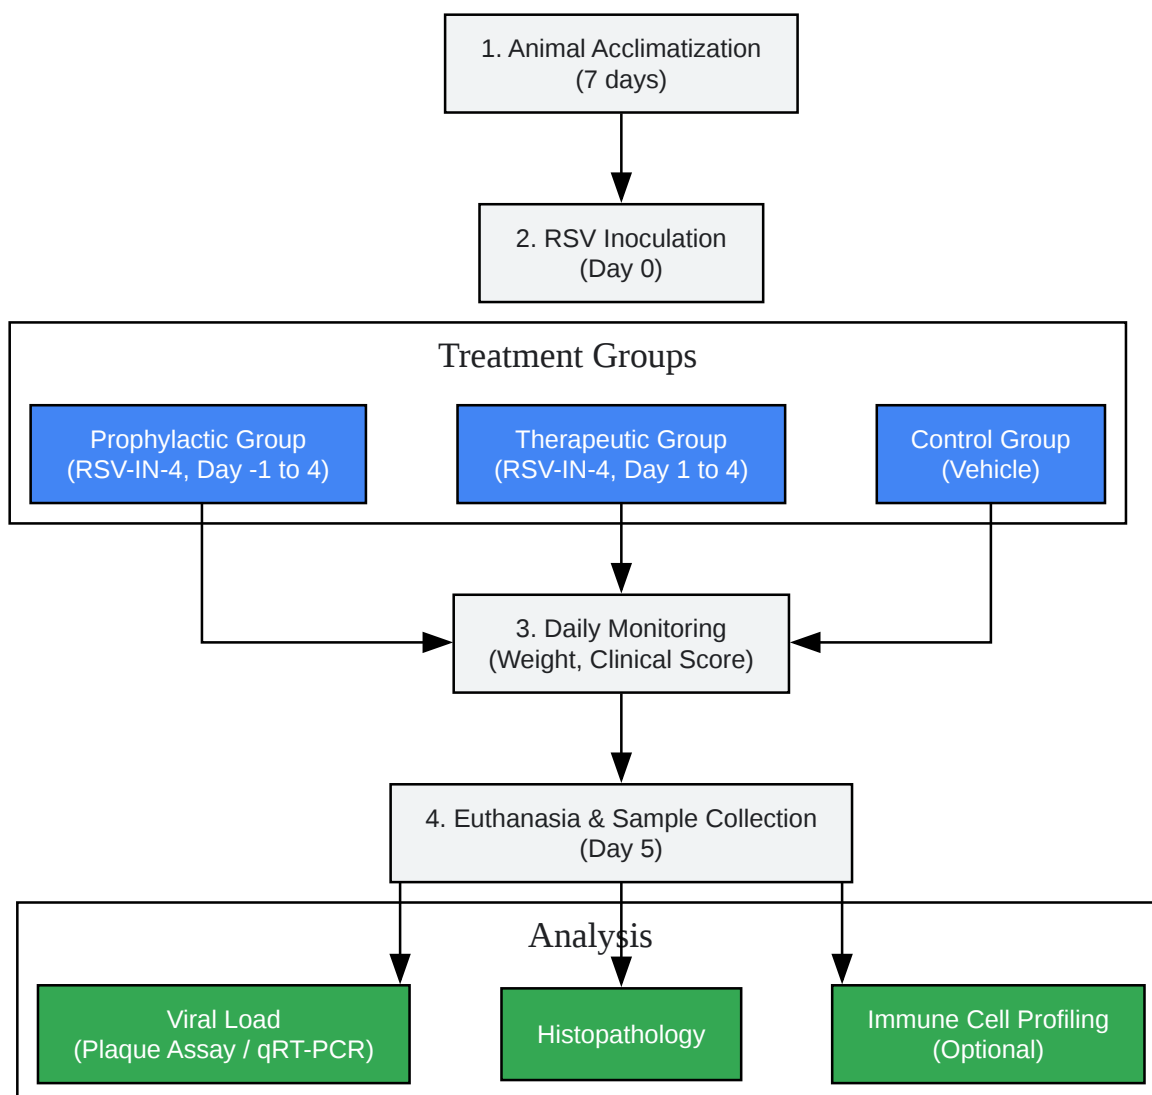 1. Animal Acclimatization
(7 days)
2. RSV Inoculation
(Day 0)
Treatment Groups
Prophylactic Group
(RSV-IN-4, Day -1 to 4)
Therapeutic Group
(RSV-IN-4, Day 1 to 4)
Control Group
(Vehicle)
3. Daily Monitoring
(Weight, Clinical Score)
4. Euthanasia & Sample Collection
(Day 5)
Analysis
Viral Load
(Plaque Assay / qRT-PCR)
Histopathology
Immune Cell Profiling
(Optional)